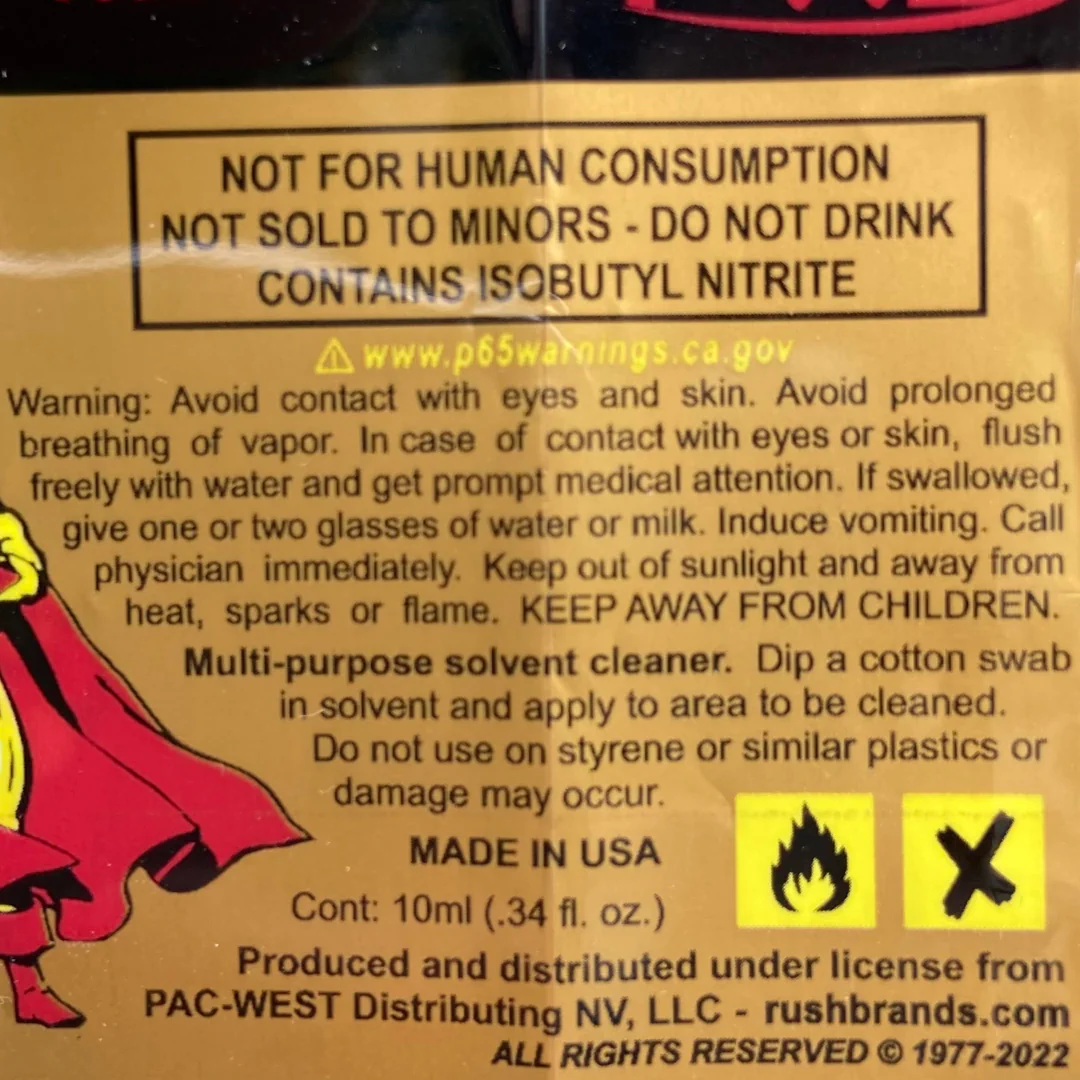 NOT FOR HUMAN CONSUMPTION
NOT SOLD TO MINORS - DO NOT DRINK
CONTAINS ISOBUTYL NITRITE
⚠ www.p65warnings.ca.gov
Warning: Avoid contact with eyes and skin. Avoid prolonged
breathing of vapor. In case of contact with eyes or skin, flush
freely with water and get prompt medical attention. If swallowed,
give one or two glasses of water or milk. Induce vomiting. Call
physician immediately. Keep out of sunlight and away from
heat, sparks or flame. KEEP AWAY FROM CHILDREN.
Multi-purpose solvent cleaner. Dip a cotton swab
in solvent and apply to area to be cleaned.
Do not use on styrene or similar plastics or
damage may occur.
MADE IN USA
Cont: 10ml (.34 fl. oz.)
Produced and distributed under license from
PAC-WEST Distributing NV, LLC - rushbrands.com
ALL RIGHTS RESERVED © 1977-2022